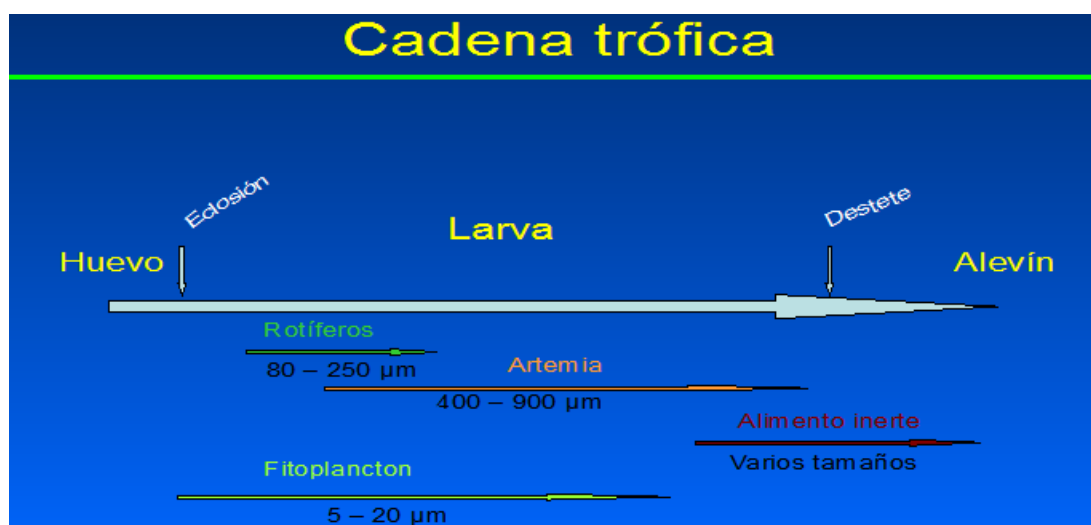 Cadena trófica
Eclosión
Destete
Larva
Huevo
Alevín
Rotíferos
80 – 250 µm
Artemia
400 – 900 µm
Alimento inerte
Varios tamaños
Fitoplancton
5 – 20 µm